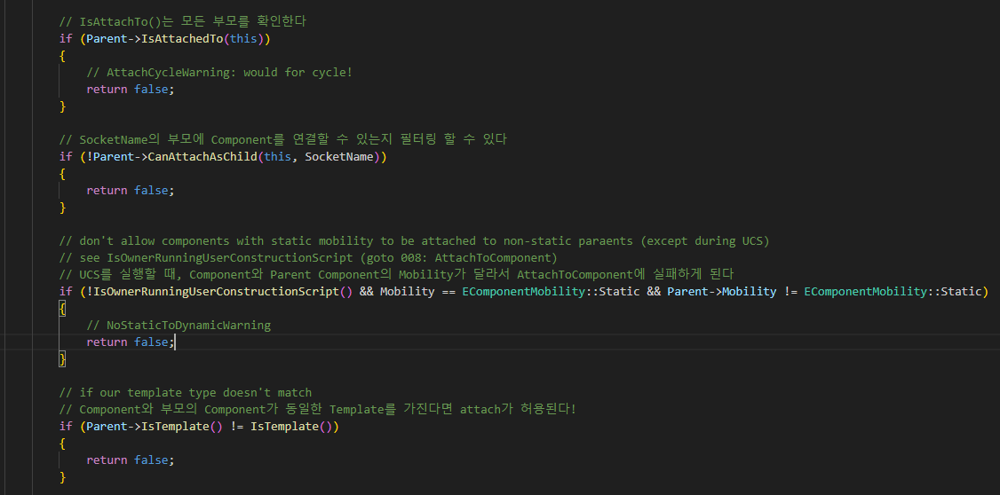 // IsAttachTo()는 모든 부모를 확인한다
if (Parent->IsAttachedTo(this))
{
// AttachCycleWarning: would for cycle!
return false;
}
// SocketName의 부모에 Component를 연결할 수 있는지 필터링 할 수 있다
if (!Parent->CanAttachAsChild(this, SocketName))
{
return false;
}
// don't allow components with static mobility to be attached to non-static paraents (except during UCS)
// see IsOwnerRunningUserConstructionScript (goto 008: AttachToComponent)
// UCS를 실행할 때, Component와 Parent Component의 Mobility가 달라서 AttachToComponent에 실패하게 된다
if (!IsOwnerRunningUserConstructionScript() && Mobility == EComponentMobility::Static && Parent->Mobility != EComponentMobility::Static)
{
// NoStaticToDynamicWarning
return false;
}
// if our template type doesn't match
// Component와 부모의 Component가 동일한 Template를 가진다면 attach가 허용된다!
if (Parent->IsTemplate() != IsTemplate())
{
return false;
}